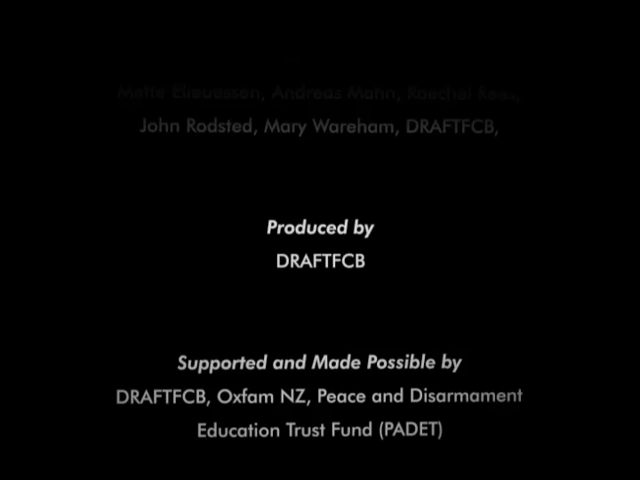 Andreas
John Rodsted, Mary Wareham, DRAFTFCB,
Produced by
DRAFTFCB
Supported and Made Possible by
DRAFTFCB, Oxfam NZ, Peace and Disarmament
Education Trust Fund (PADET)